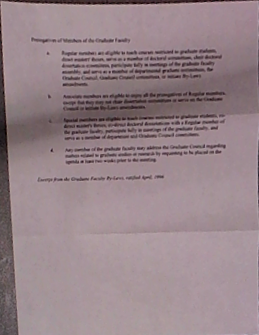 Prerogatives of Members of the Graduate Faculty
a. Regular members are eligible to teach courses restricted to graduate students,
direct masters' theses, serve as a member of doctoral committees, chair doctoral
dissertation committees, participate fully in meetings of the graduate faculty
assembly, and serve as a member of departmental graduate committees, the
Graduate Council, Graduate Council committees, or initiate By-Laws
amendments.
b. Associate members are eligible to enjoy all the prerogatives of Regular members,
except that they may not chair dissertation committees or serve on the Graduate
Council or initiate By-Laws amendments.
c. Special members are eligible to teach courses restricted to graduate students, co-
direct masters theses, co-direct doctoral dissertations with a Regular member of
the graduate faculty, participate fully in meetings of the graduate faculty, and
serve as a member of department and Graduate Council committees.
d. Any member of the graduate faculty may address the Graduate Council regarding
matters related to graduate studies or research by requesting to be placed on the
agenda at least two weeks prior to the meeting.
Excerpt from the Graduate Faculty By-Laws, ratified April, 1996